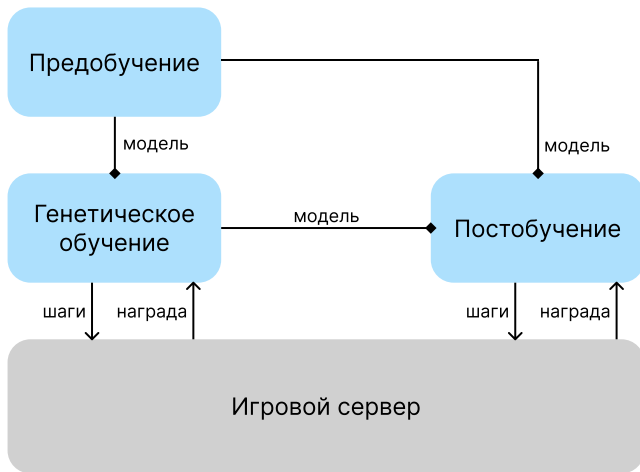 Предобучение
модель
модель
Генетическое
обучение
модель
Постобучение
шаги
награда
шаги
награда
Игровой сервер